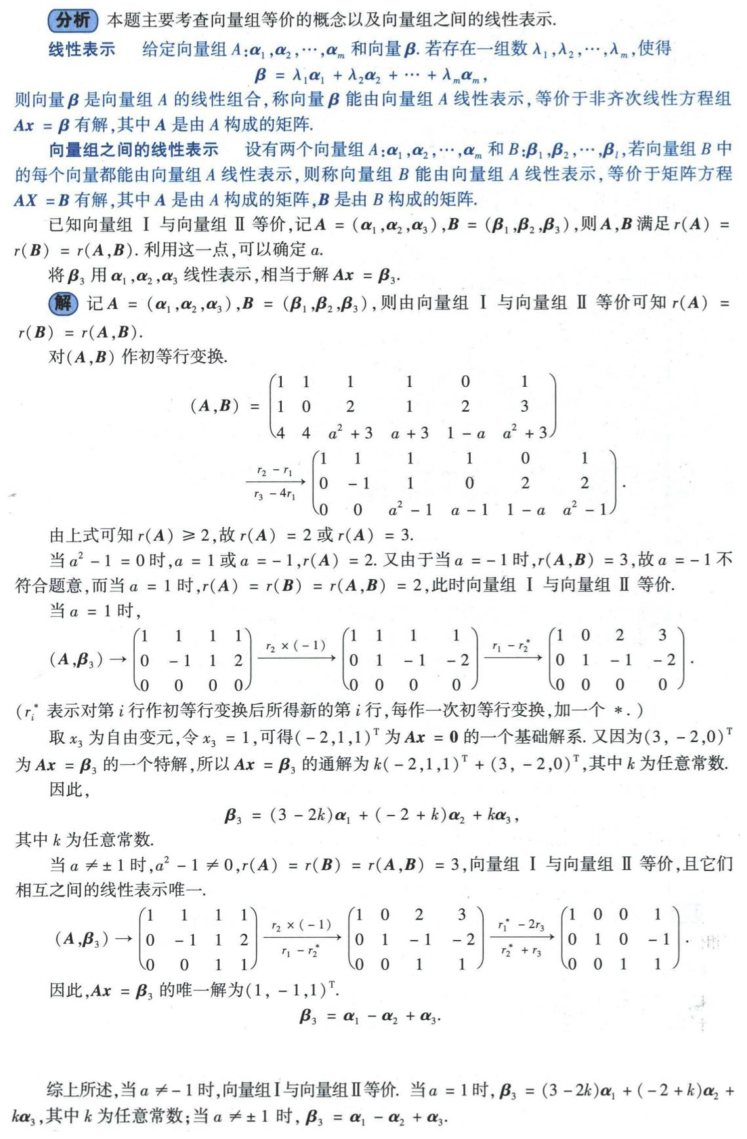 分析 本题主要考查向量组等价的概念以及向量组之间的线性表示.
线性表示 给定向量组 A:α₁,α₂,⋯,αₘ 和向量 β. 若存在一组数 λ₁,λ₂,⋯,λₘ,使得
β = λ₁α₁ + λ₂α₂ + ⋯ + λₘαₘ,
则向量 β 是向量组 A 的线性组合,称向量 β 能由向量组 A 线性表示,等价于非齐次线性方程组
Ax = β 有解,其中 A 是由 A 构成的矩阵.
向量组之间的线性表示 设有两个向量组 A:α₁,α₂,⋯,αₘ 和 B:β₁,β₂,⋯,βₗ,若向量组 B 中
的每个向量都能由向量组 A 线性表示,则称向量组 B 能由向量组 A 线性表示,等价于矩阵方程
AX = B 有解,其中 A 是由 A 构成的矩阵,B 是由 B 构成的矩阵.
已知向量组 Ⅰ 与向量组 Ⅱ 等价,记 A = (α₁,α₂,α₃),B = (β₁,β₂,β₃),则 A,B 满足 r(A) =
r(B) = r(A,B). 利用这一点,可以确定 a.
将 β₃ 用 α₁,α₂,α₃ 线性表示,相当于解 Ax = β₃.
解 记 A = (α₁,α₂,α₃),B = (β₁,β₂,β₃),则由向量组 Ⅰ 与向量组 Ⅱ 等价可知 r(A) =
r(B) = r(A,B).
对(A,B) 作初等行变换.
1 1 1 1 0 1
(A,B) = 1 0 2 1 2 3
4 4 a² + 3 a + 3 1 − a a² + 3
1 1 1 1 0 1
r₂ − r₁ r₃ − 4r₁ → 0 −1 1 0 2 2 .
0 0 a² − 1 a − 1 1 − a a² − 1
由上式可知 r(A) ≥ 2,故 r(A) = 2 或 r(A) = 3.
当 a² − 1 = 0 时,a = 1 或 a = −1,r(A) = 2. 又由于当 a = −1 时,r(A,B) = 3,故 a = −1 不
符合题意,而当 a = 1 时,r(A) = r(B) = r(A,B) = 2,此时向量组 Ⅰ 与向量组 Ⅱ 等价.
当 a = 1 时,
1 1 1 1 1 1 1 1 1 0 2 3
(A,β₃) → 0 −1 1 2 r₂ × (−1) → 0 1 −1 −2 r₁ − r₂* → 0 1 −1 −2 .
0 0 0 0 0 0 0 0 0 0 0 0
(rᵢ* 表示对第 i 行作初等行变换后所得新的第 i 行,每作一次初等行变换,加一个 *.)
取 x₃ 为自由变元,令 x₃ = 1,可得(−2,1,1)ᵀ 为 Ax = 0 的一个基础解系. 又因为(3, −2,0)ᵀ
为 Ax = β₃ 的一个特解,所以 Ax = β₃ 的通解为 k(−2,1,1)ᵀ + (3, −2,0)ᵀ,其中 k 为任意常数.
因此,
β₃ = (3 − 2k)α₁ + (−2 + k)α₂ + kα₃,
其中 k 为任意常数.
当 a ≠ ±1 时,a² − 1 ≠ 0,r(A) = r(B) = r(A,B) = 3,向量组 Ⅰ 与向量组 Ⅱ 等价,且它们
相互之间的线性表示唯一.
1 1 1 1 1 0 2 3 1 0 0 1
(A,β₃) → 0 −1 1 2 r₂ × (−1) r₁ − r₂* → 0 1 −1 −2 r₁* − 2r₃ r₂* + r₃ → 0 1 0 −1 .
0 0 1 1 0 0 1 1 0 0 1 1
因此,Ax = β₃ 的唯一解为(1, −1,1)ᵀ.
β₃ = α₁ − α₂ + α₃.
综上所述,当 a ≠ −1 时,向量组Ⅰ与向量组Ⅱ等价. 当 a = 1 时, β₃ = (3 − 2k)α₁ + (−2 + k)α₂ +
kα₃,其中 k 为任意常数;当 a ≠ ±1 时, β₃ = α₁ − α₂ + α₃.